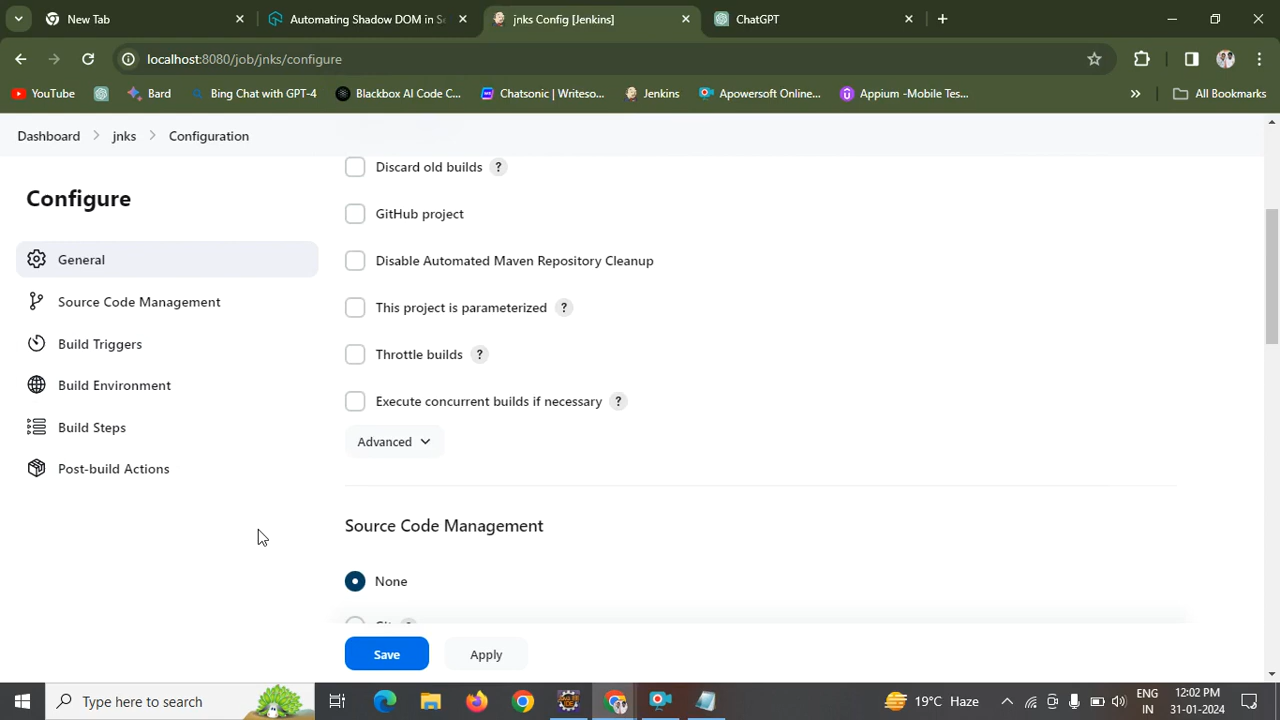 New Tab
Automating Shadow DOM in S
jnks Config [Jenkins]
ChatGPT
localhost:8080/job/jnks/configure
YouTube
Bard
Bing Chat with GPT-4
Blackbox AI Code C...
Chatsonic | Writeso...
Jenkins
Apowersoft Online...
Appium -Mobile Tes...
»
All Bookmarks
Dashboard > jnks > Configuration
Configure
General
Source Code Management
Build Triggers
Build Environment
Build Steps
Post-build Actions
Discard old builds ?
GitHub project
Disable Automated Maven Repository Cleanup
This project is parameterized ?
Throttle builds ?
Execute concurrent builds if necessary ?
Advanced
Source Code Management
None
Save
Apply
Type here to search
19°C Haze
ENG
IN
12:02 PM
31-01-2024